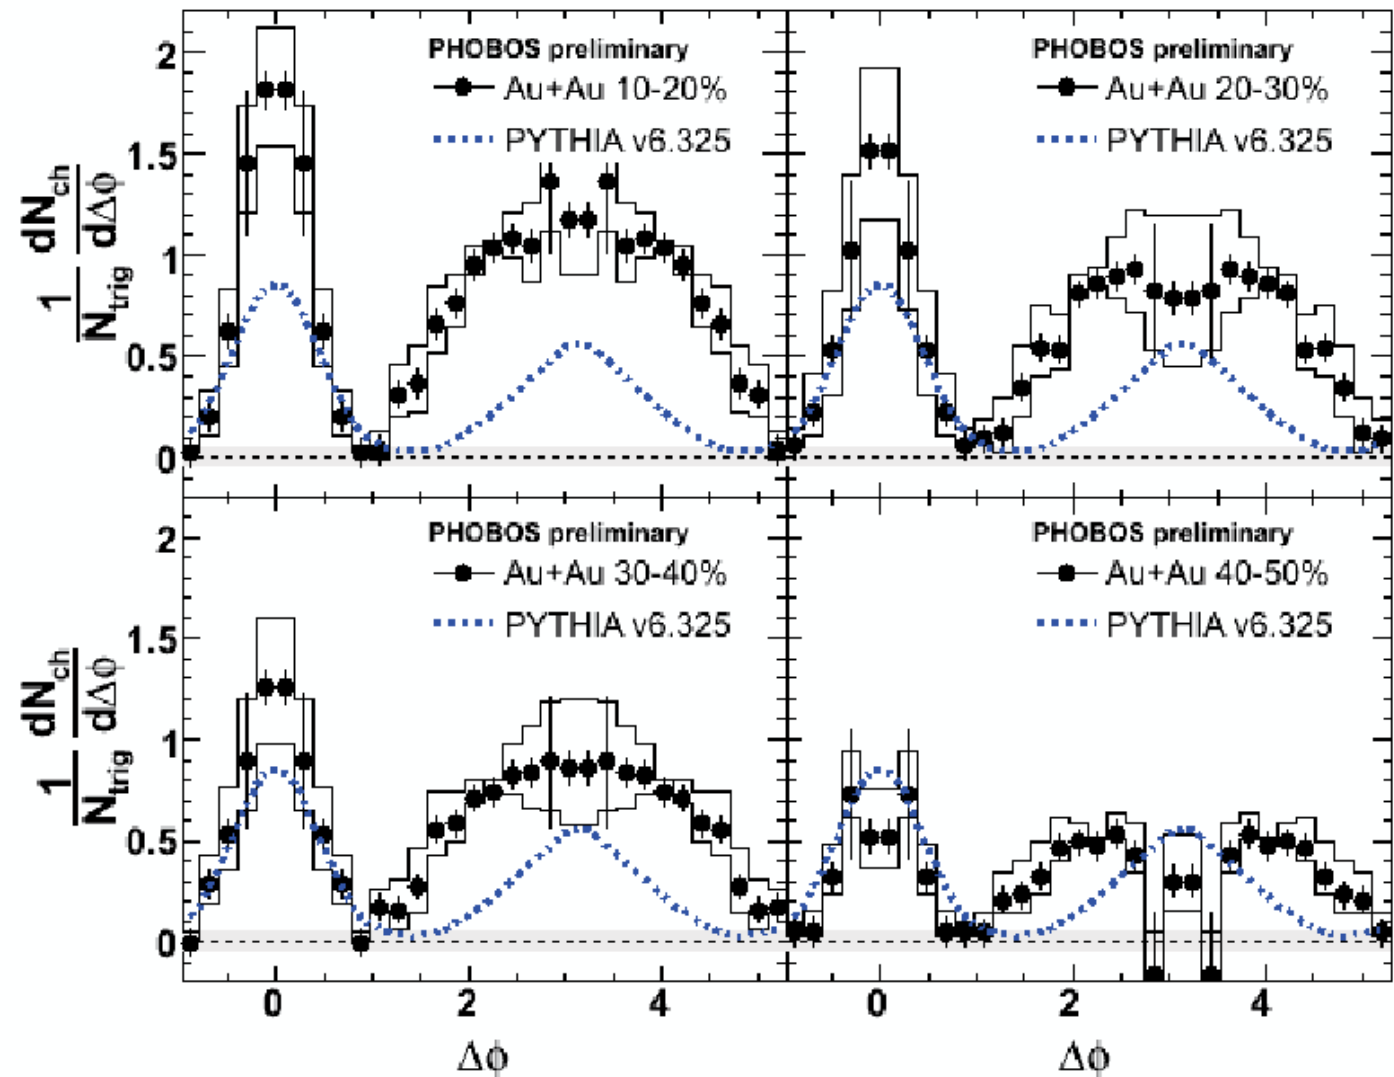 PHOBOS preliminary
Au+Au 10-20%
PYTHIA v6.325
PHOBOS preliminary
Au+Au 20-30%
PYTHIA v6.325
2
1.5
1
0.5
0
1 dN_ch
N_trig dΔϕ
PHOBOS preliminary
Au+Au 30-40%
PYTHIA v6.325
PHOBOS preliminary
Au+Au 40-50%
PYTHIA v6.325
2
1.5
1
0.5
0
1 dN_ch
N_trig dΔϕ
0 2 4
0 2 4
Δϕ
Δϕ